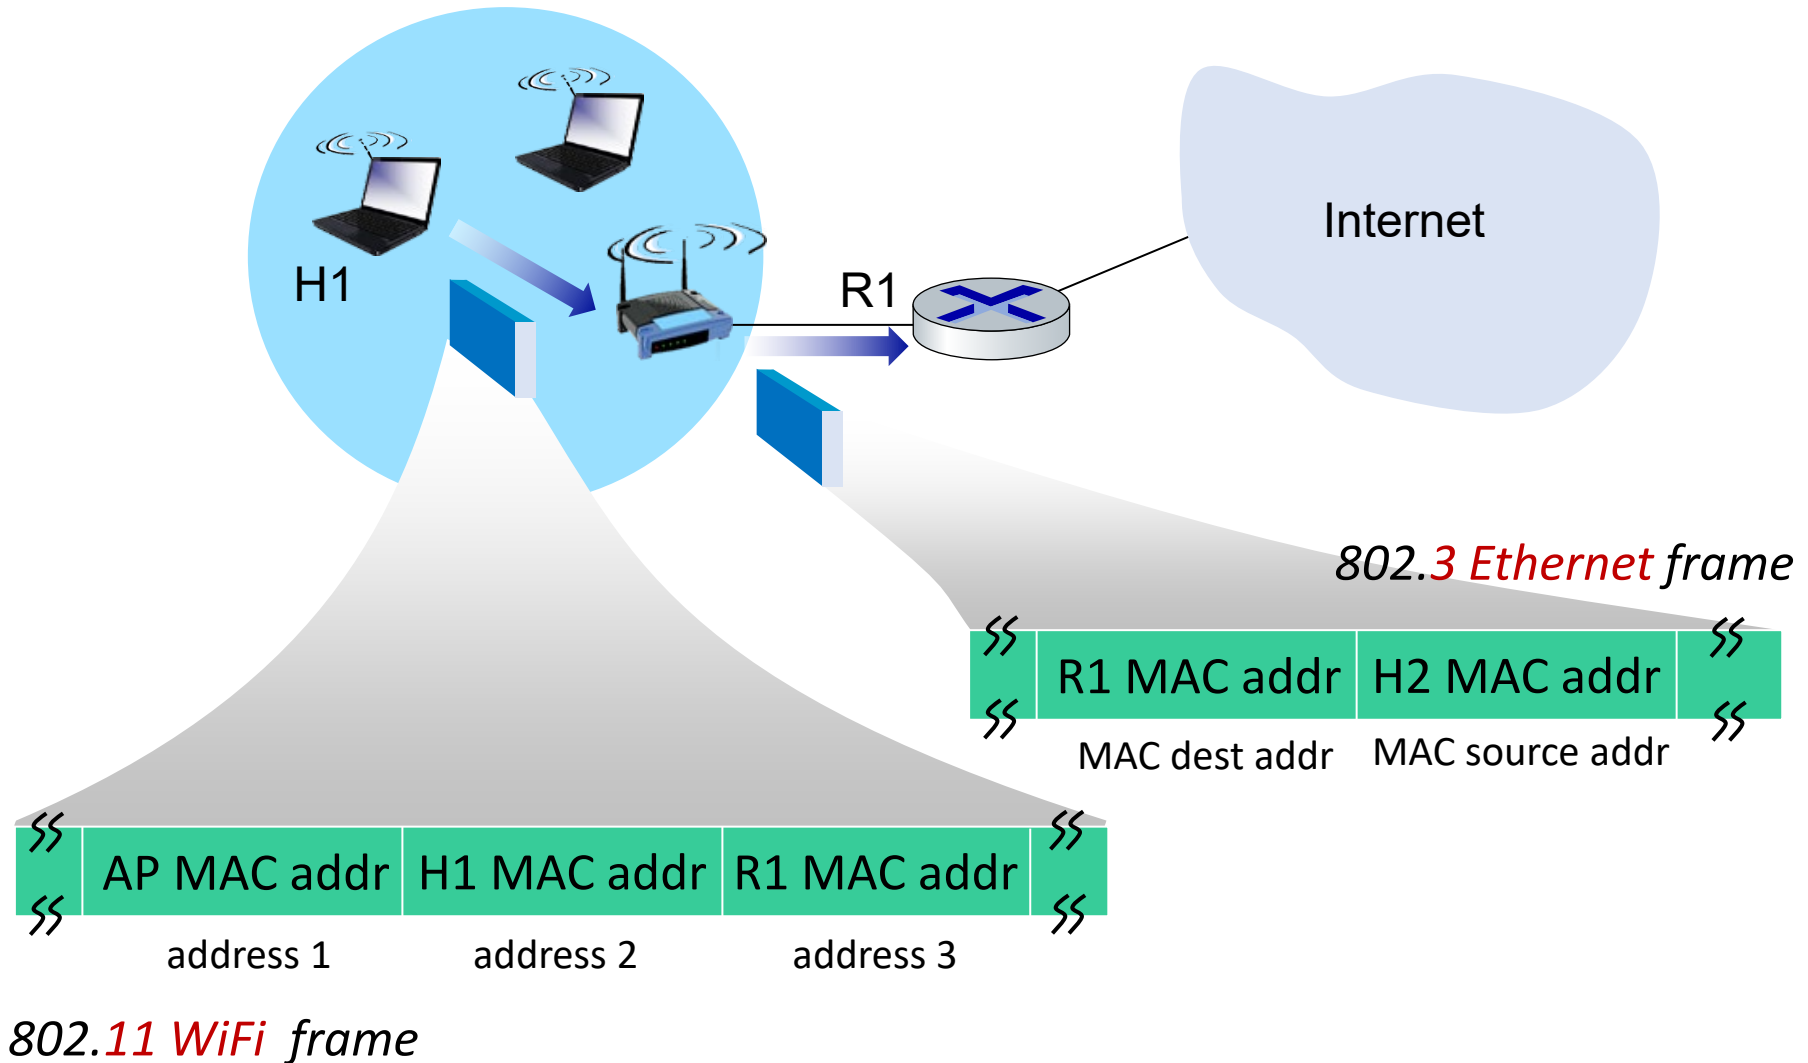 H1
R1
Internet
802.3 Ethernet frame
R1 MAC addr
H2 MAC addr
MAC dest addr
MAC source addr
AP MAC addr
H1 MAC addr
R1 MAC addr
address 1
address 2
address 3
802.11 WiFi frame